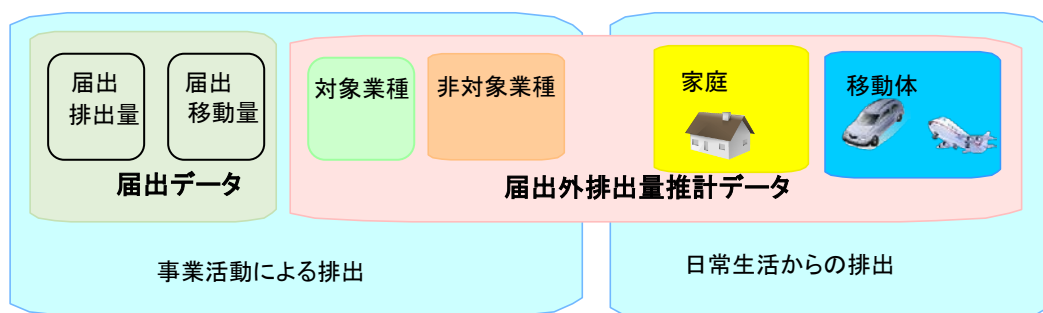 届出
排出量
届出
移動量
対象業種
非対象業種
家庭
移動体
届出データ
届出外排出量推計データ
事業活動による排出
日常生活からの排出